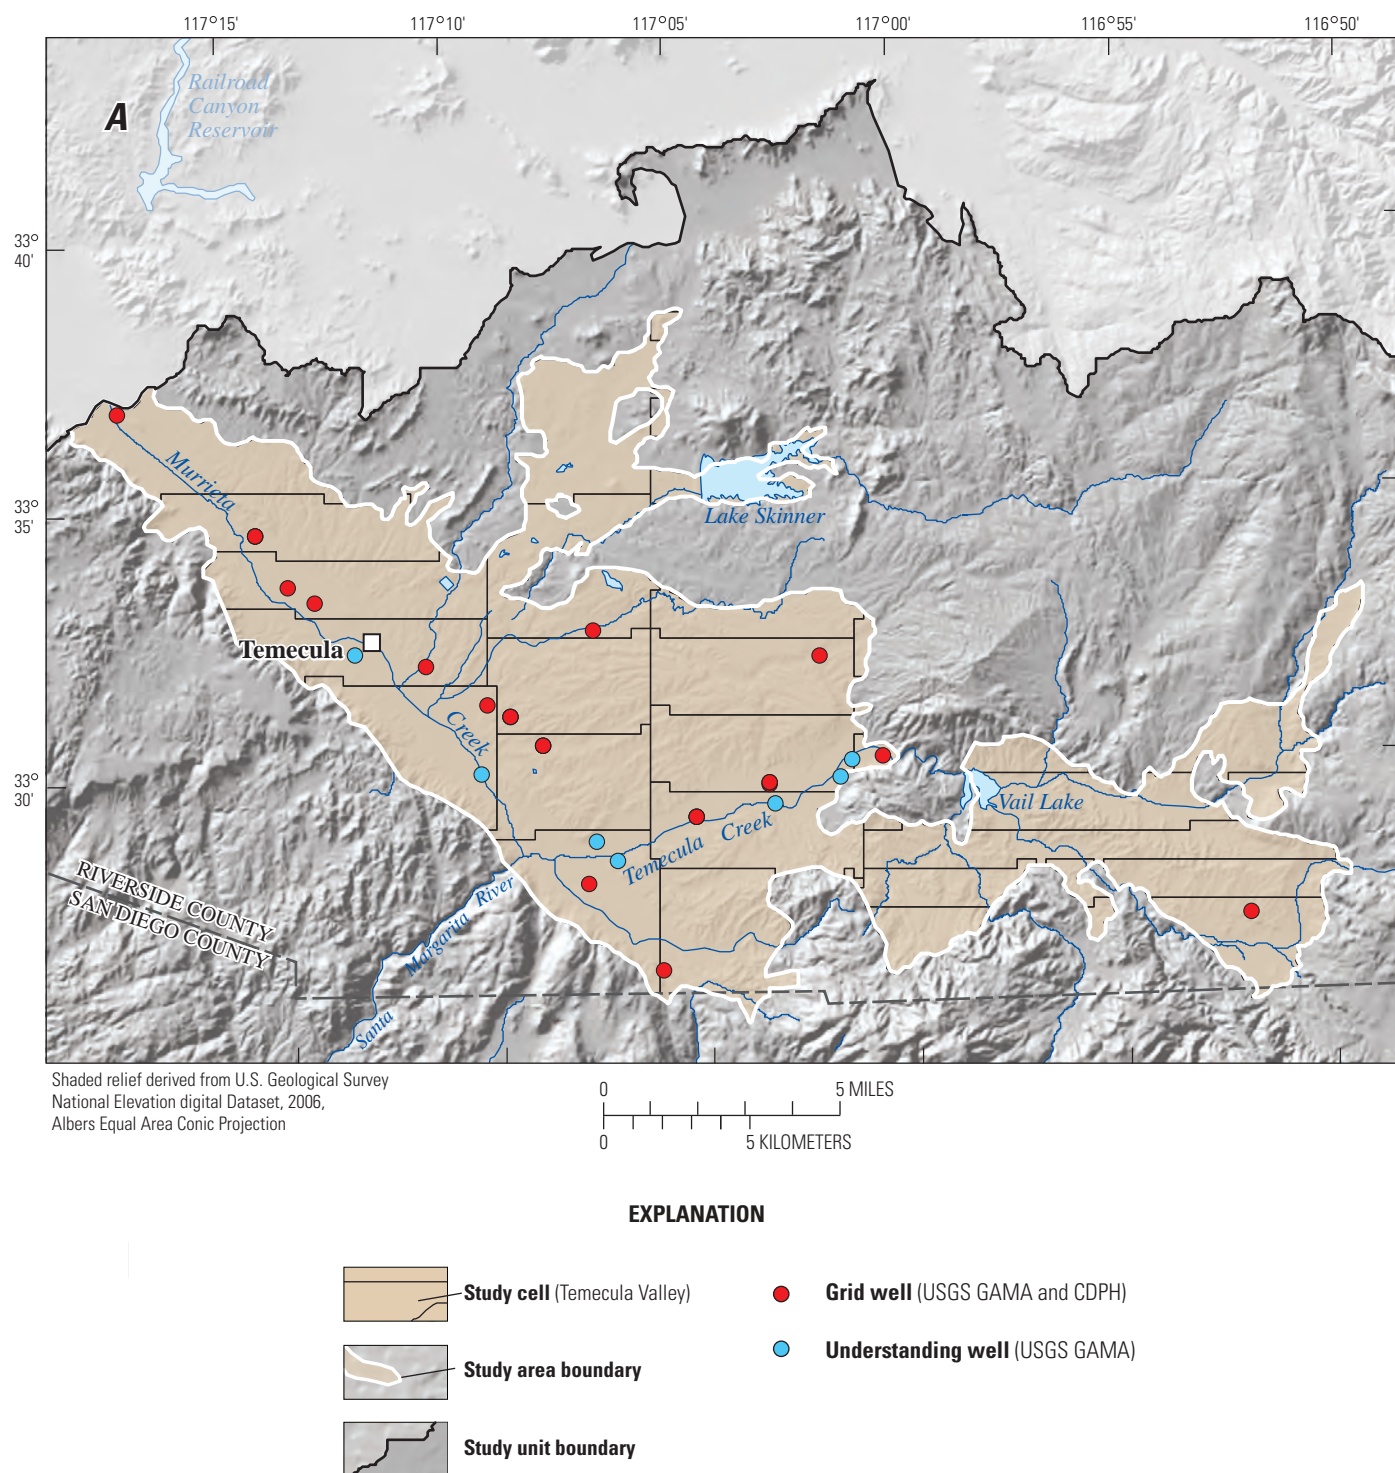 117°15' 117°10' 117°05' 117°00' 116°55' 116°50'
A
Railroad
Canyon
Reservoir
33°
40'
Murrieta
33°
35'
Lake Skinner
Temecula
Creek
33°
30'
Vail Lake
Temecula Creek
RIVERSIDE COUNTY
SAN DIEGO COUNTY
Santa Margarita River
Shaded relief derived from U.S. Geological Survey
National Elevation digital Dataset, 2006,
Albers Equal Area Conic Projection
0 5 MILES
0 5 KILOMETERS
EXPLANATION
Study cell (Temecula Valley)
Grid well (USGS GAMA and CDPH)
Understanding well (USGS GAMA)
Study area boundary
Study unit boundary